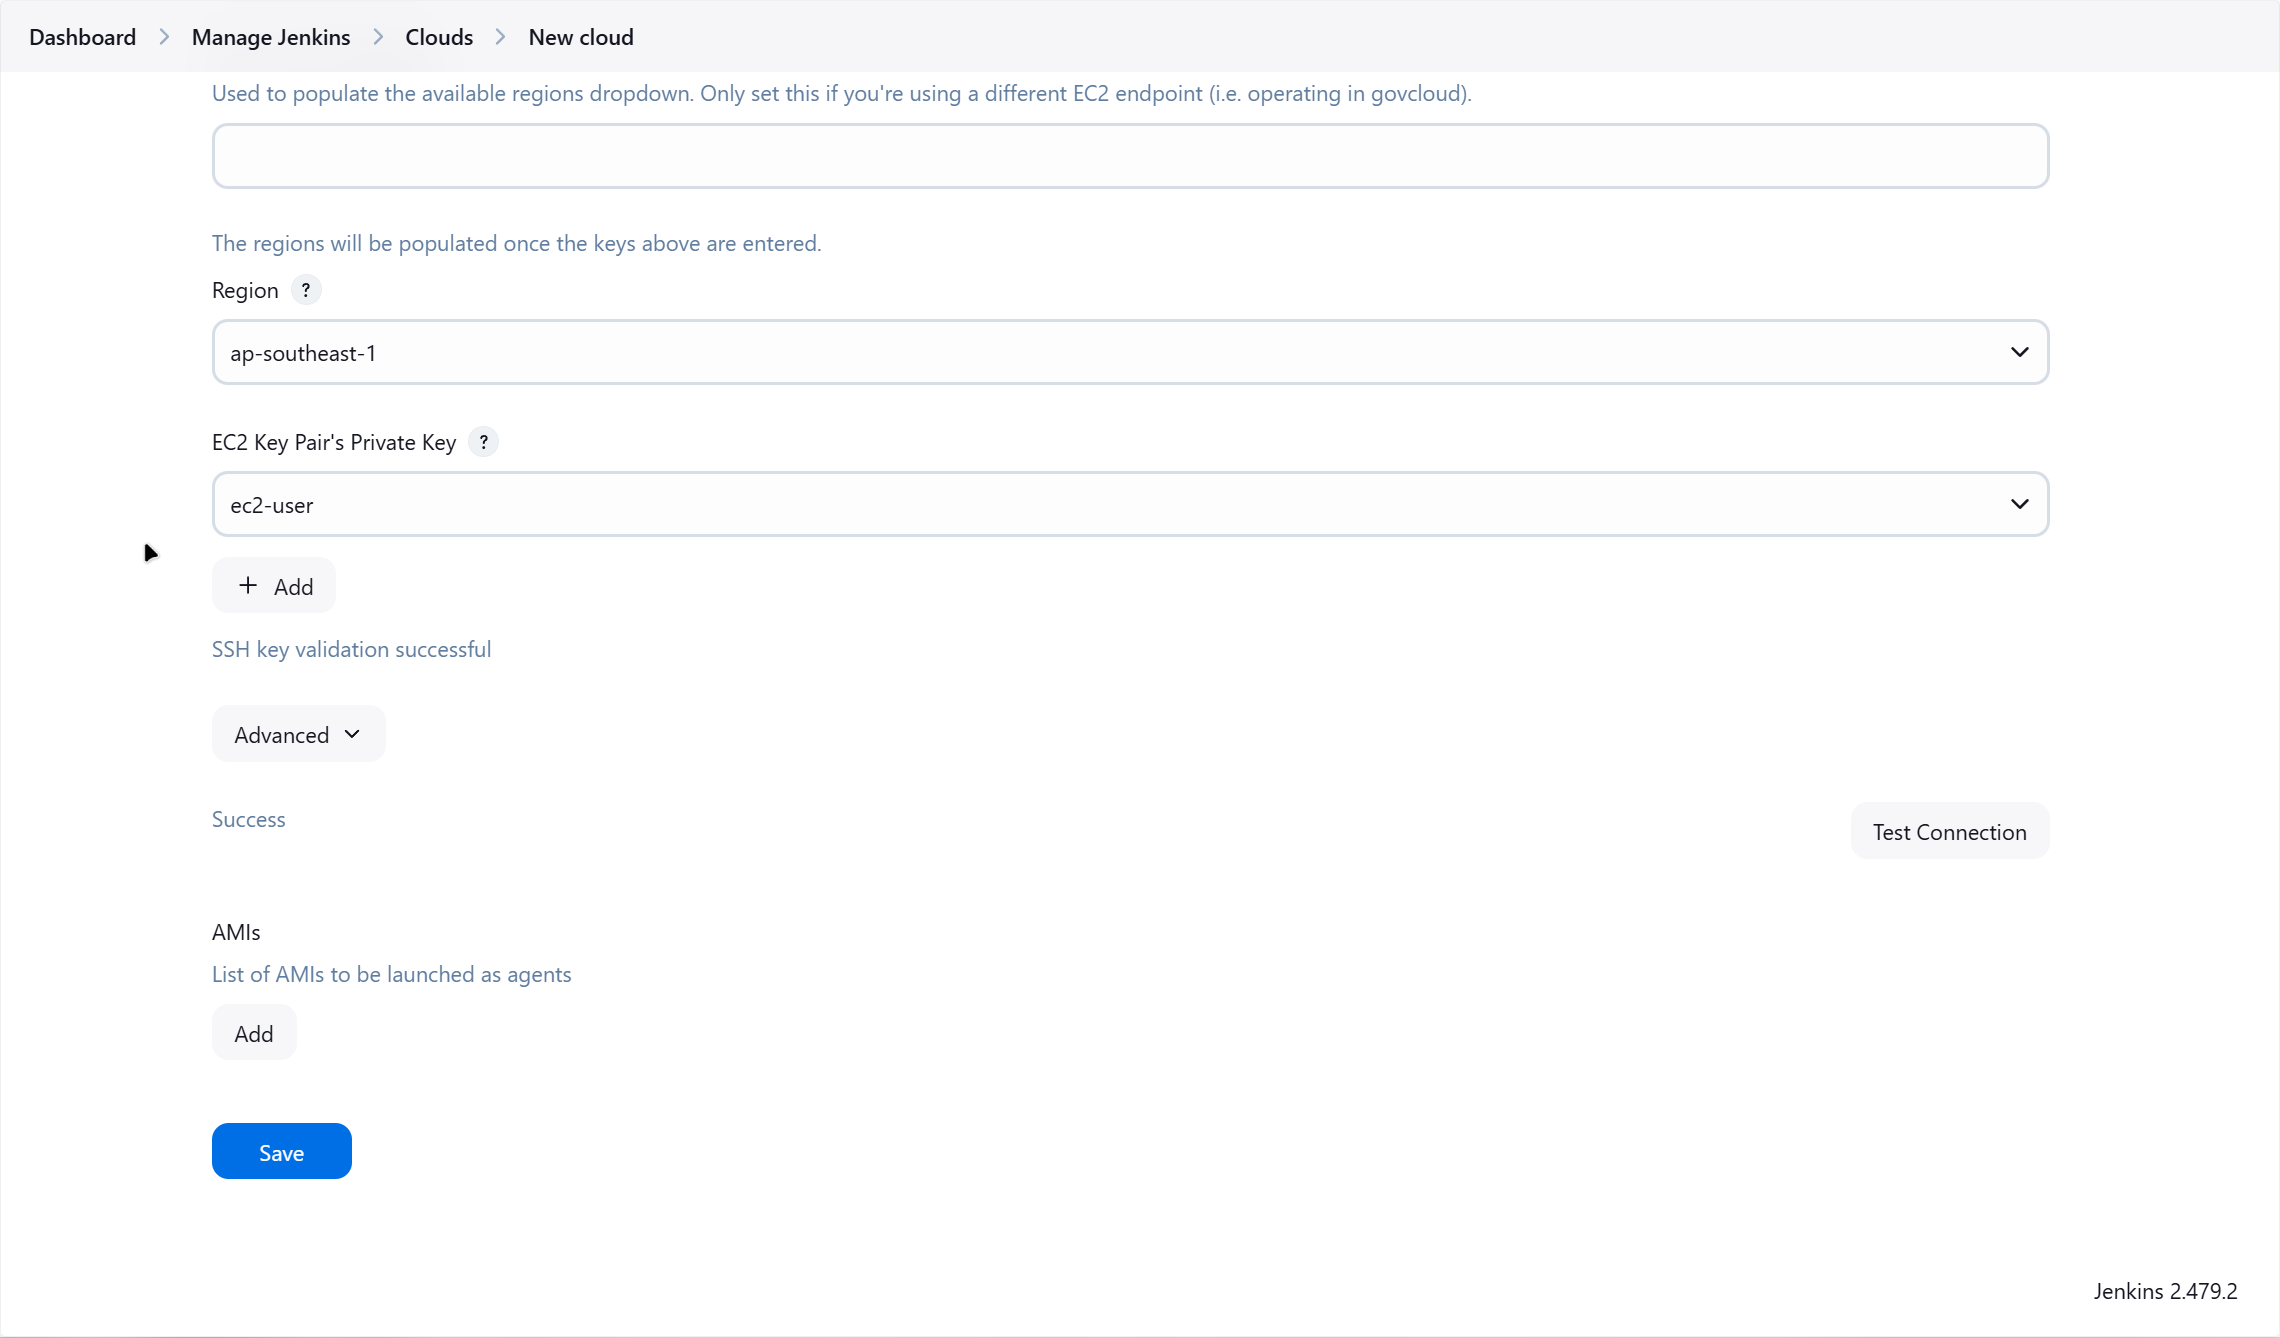 Dashboard > Manage Jenkins > Clouds > New cloud
Used to populate the available regions dropdown. Only set this if you're using a different EC2 endpoint (i.e. operating in govcloud).
The regions will be populated once the keys above are entered.
Region ?
ap-southeast-1
EC2 Key Pair's Private Key ?
ec2-user
+ Add
SSH key validation successful
Advanced
Success
Test Connection
AMIs
List of AMIs to be launched as agents
Add
Save
Jenkins 2.479.2